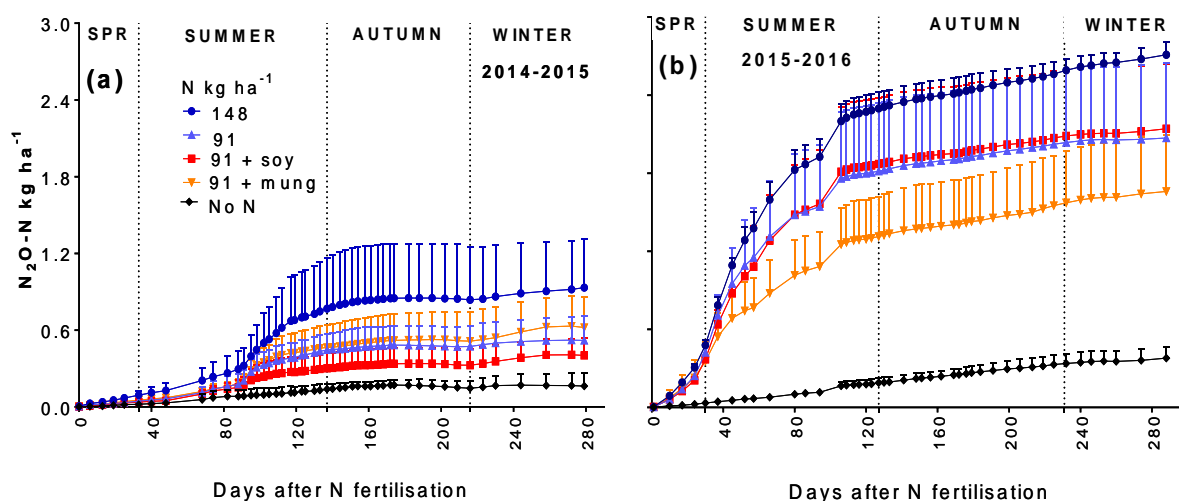 SPR SUMMER AUTUMN WINTER
2014-2015
(a)
N kg ha-1
148
91
91 + soy
91 + mung
No N
N2O-N kg ha-1
3.0
2.4
1.8
1.2
0.6
0.0
0 40 80 120 160 200 240 280
Days after N fertilisation
SPR SUMMER AUTUMN WINTER
2015-2016
(b)
0 40 80 120 160 200 240 280
Days after N fertilisation